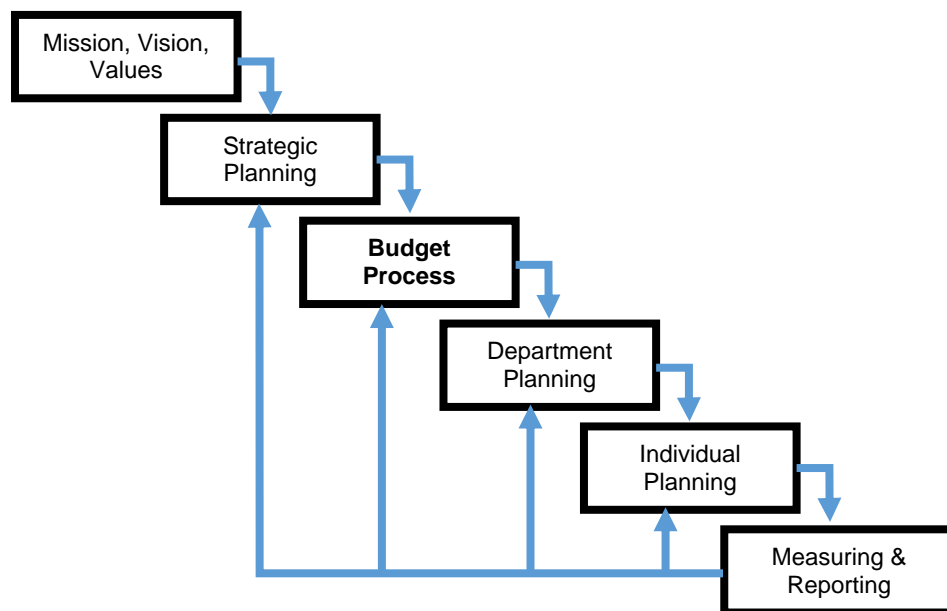 Mission, Vision,
Values
Strategic
Planning
Budget
Process
Department
Planning
Individual
Planning
Measuring &
Reporting